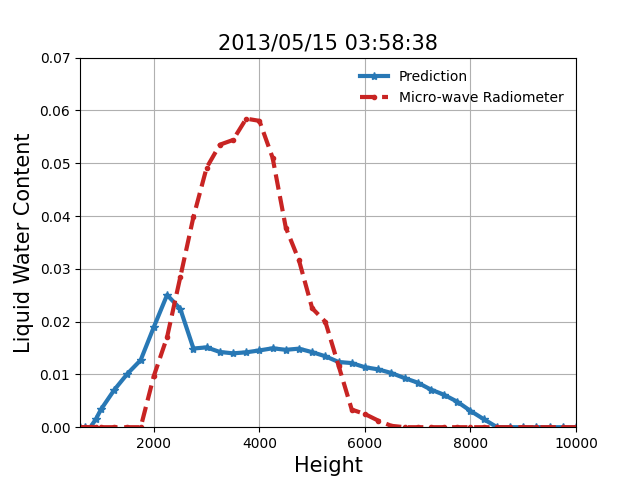 2013/05/15 03:58:38
Prediction
Micro-wave Radiometer
Liquid Water Content
0.07
0.06
0.05
0.04
0.03
0.02
0.01
0.00
2000 4000 6000 8000 10000
Height